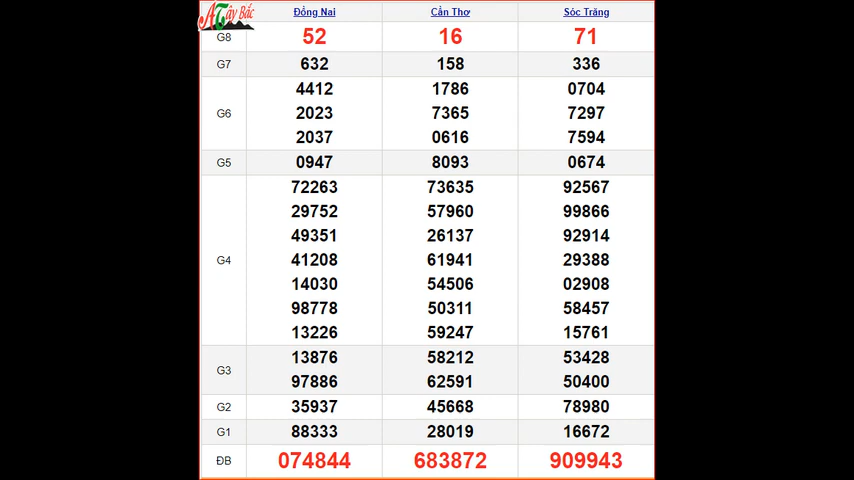 A Tây Bắc
Đồng Nai Cần Thơ Sóc Trăng
G8 52 16 71
G7 632 158 336
4412 1786 0704
G6 2023 7365 7297
2037 0616 7594
G5 0947 8093 0674
72263 73635 92567
29752 57960 99866
49351 26137 92914
G4 41208 61941 29388
14030 54506 02908
98778 50311 58457
13226 59247 15761
13876 58212 53428
G3
97886 62591 50400
G2 35937 45668 78980
G1 88333 28019 16672
ĐB 074844 683872 909943